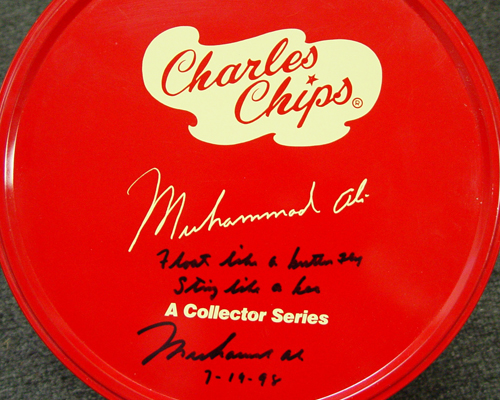 Charles
Chips®
Muhammad Ali
Float like a butterfly
Sting like a bee
A Collector Series
Muhammad Ali
7-19-98